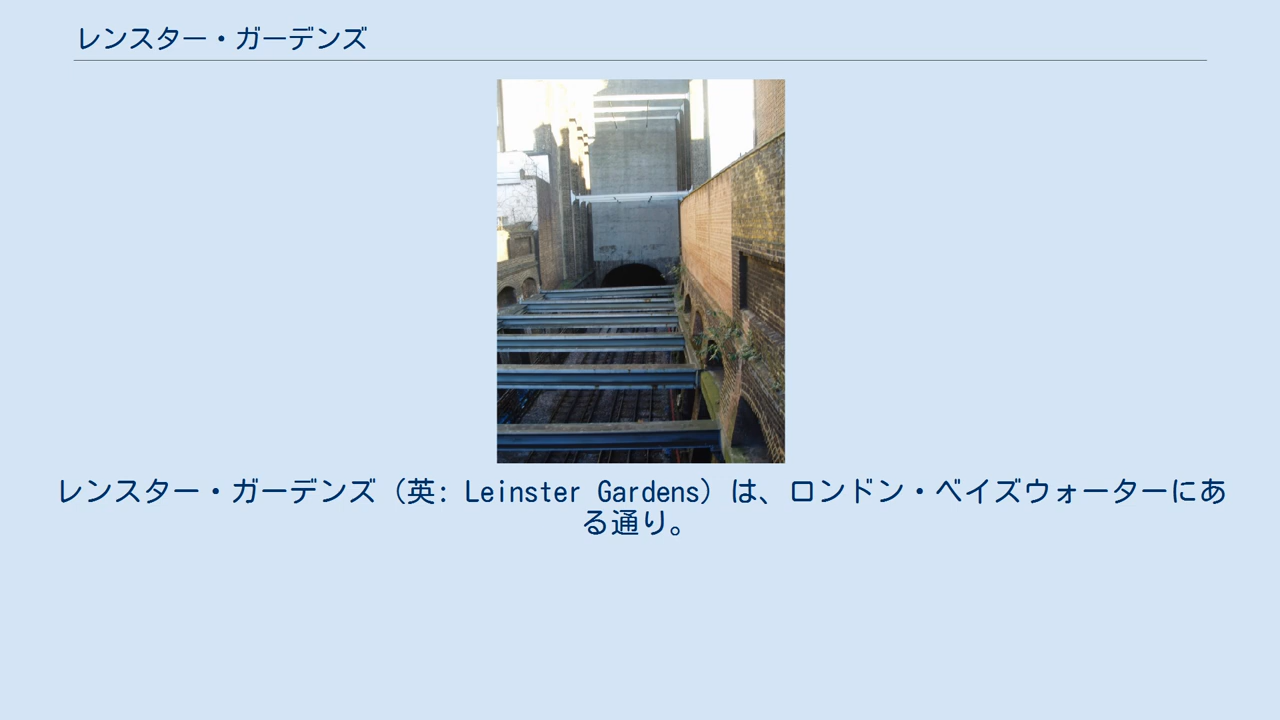 レンスター・ガーデンズ
レンスター・ガーデンズ（英: Leinster Gardens）は、ロンドン・ベイズウォーターにあ
る通り。